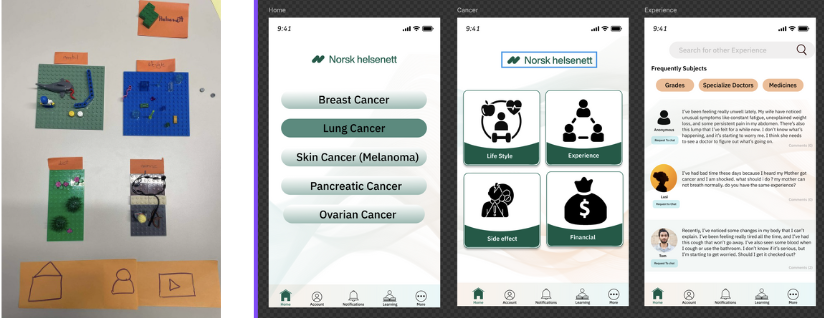 Home
9:41
Norsk helsenett
Breast Cancer
Lung Cancer
Skin Cancer (Melanoma)
Pancreatic Cancer
Ovarian Cancer
Home
Account
Notifications
Learning
More
Cancer
9:41
Norsk helsenett
Life Style
Experience
Side effect
Financial
Home
Account
Notifications
Learning
More
Experience
9:41
Search for other Experience
Frequently Subjects
Grades
Specialize Doctors
Medicines
I've been feeling really unwell lately. My wife have noticed
unusual symptoms like constant fatigue, unexplained weight
loss, and some persistent pain in my abdomen. There's also
this lump that I've felt for a while now. I don't know what's
happening, and it's starting to worry me, I think she needs
to see a doctor to figure out what's going on.
Anonymous
Request To Chat
I've had bad time these days because I heard my Mother get
cancer and I am shocked. what should i do? my mother can
not breath normally. do you have the same experience?
Request to chat
Recently, I've noticed some changes in my body that I can't
explain. I've been feeling really tired all the time, and I've had
this cough that won't go away. I've also seen some blood when
I cough or use the bathroom. I don't know if it's serious, but
I'm starting to get worried. Should I get it checked out?
Tom
Request To Chat
Home
Account
Notifications
Learning
More